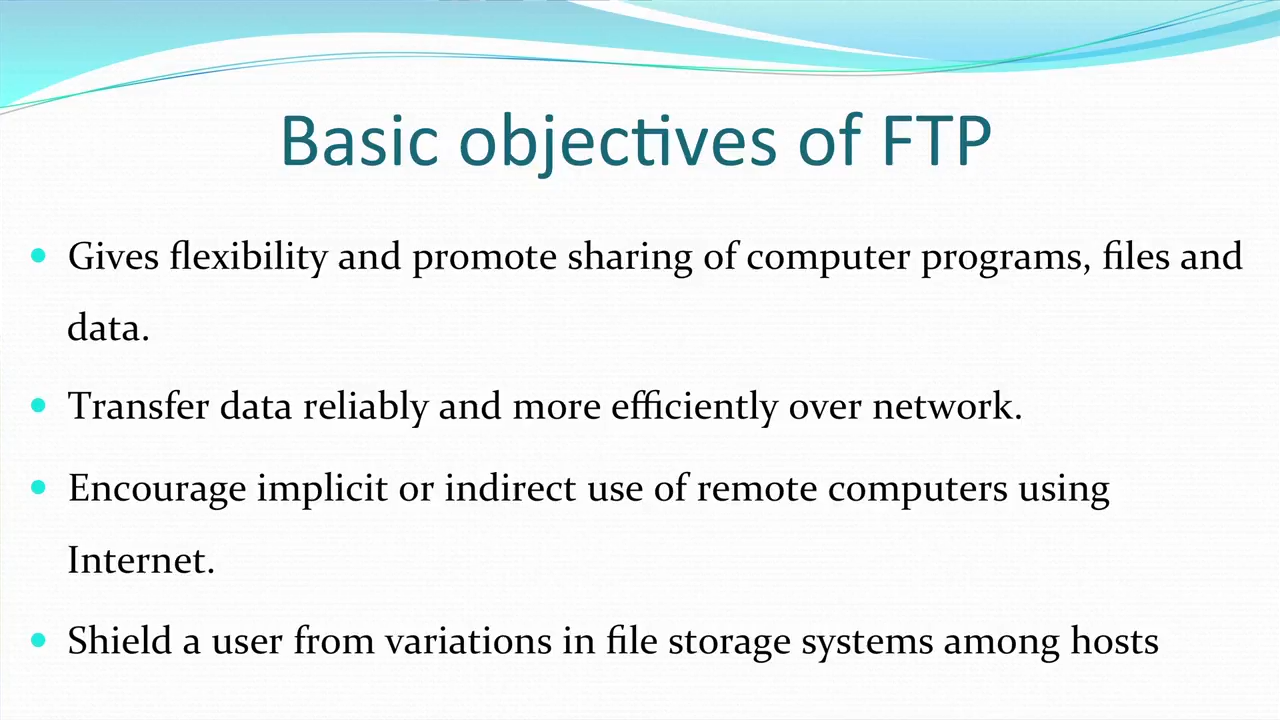 Basic objectives of FTP
Gives flexibility and promote sharing of computer programs, files and
data.
Transfer data reliably and more efficiently over network.
Encourage implicit or indirect use of remote computers using
Internet.
Shield a user from variations in file storage systems among hosts